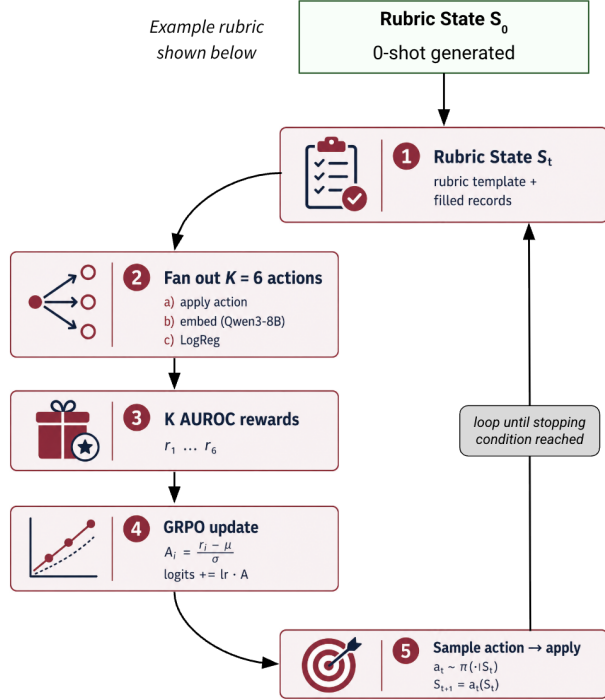 Example rubric
shown below
Rubric State S₀
0-shot generated
1
Rubric State Sₜ
rubric template +
filled records
2
Fan out K = 6 actions
a) apply action
b) embed (Qwen3-8B)
c) LogReg
3
K AUROC rewards
r₁ ... r₆
4
GRPO update
Aᵢ = (rᵢ − μ) / σ
logits += lr · A
loop until stopping
condition reached
5
Sample action → apply
aₜ ~ π(·|Sₜ)
Sₜ₊₁ = aₜ(Sₜ)